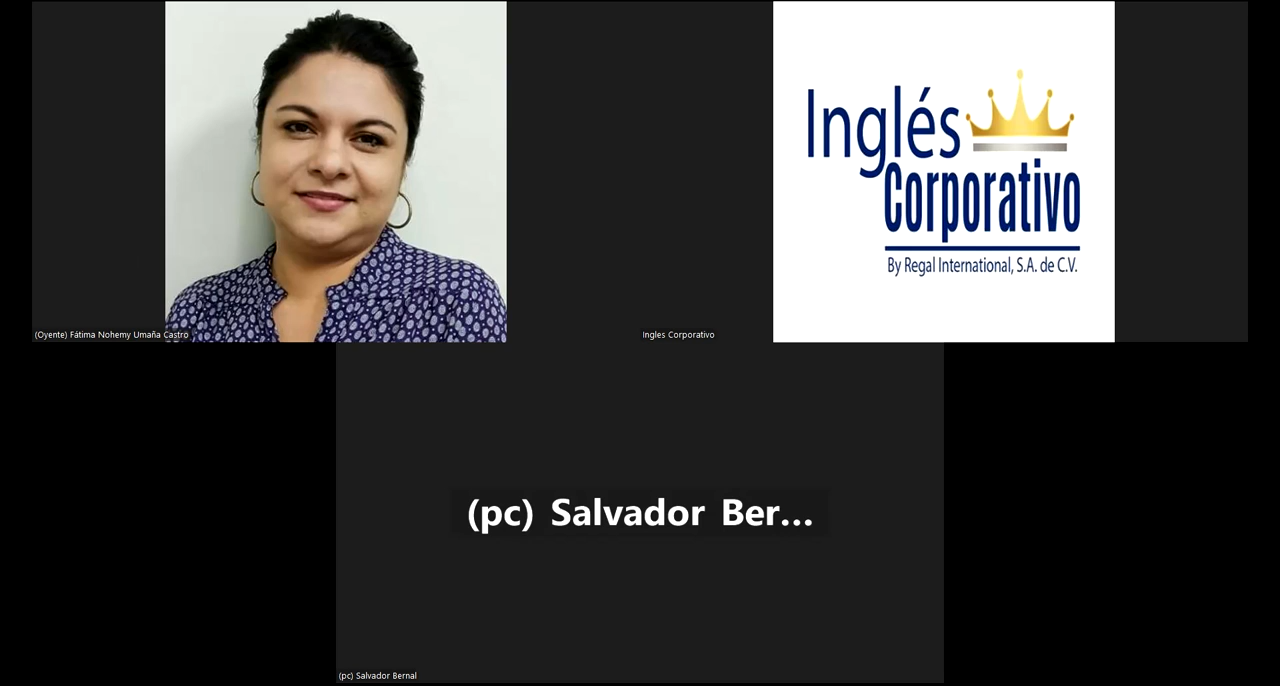 Inglés
Corporativo
By Regal International, S.A. de C.V.
(Oyente) Fátima Nohemy Umaña Castro
Ingles Corporativo
(pc) Salvador Ber...
(pc) Salvador Bernal